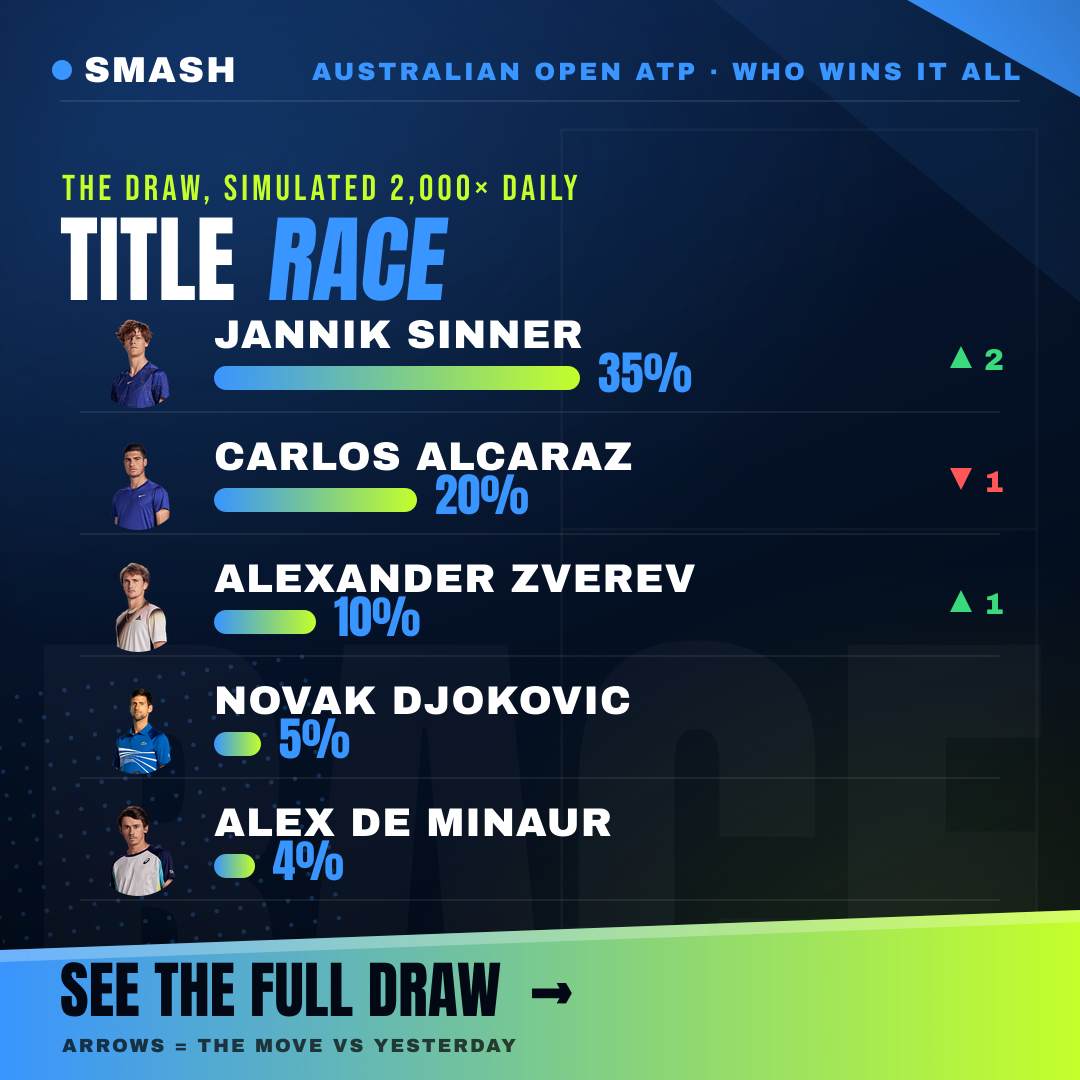 SMASH
AUSTRALIAN OPEN ATP · WHO WINS IT ALL
THE DRAW, SIMULATED 2,000× DAILY
TITLE RACE
JANNIK SINNER
35%
▲ 2
CARLOS ALCARAZ
20%
▼ 1
ALEXANDER ZVEREV
10%
▲ 1
NOVAK DJOKOVIC
5%
ALEX DE MINAUR
4%
RACE
SEE THE FULL DRAW →
ARROWS = THE MOVE VS YESTERDAY